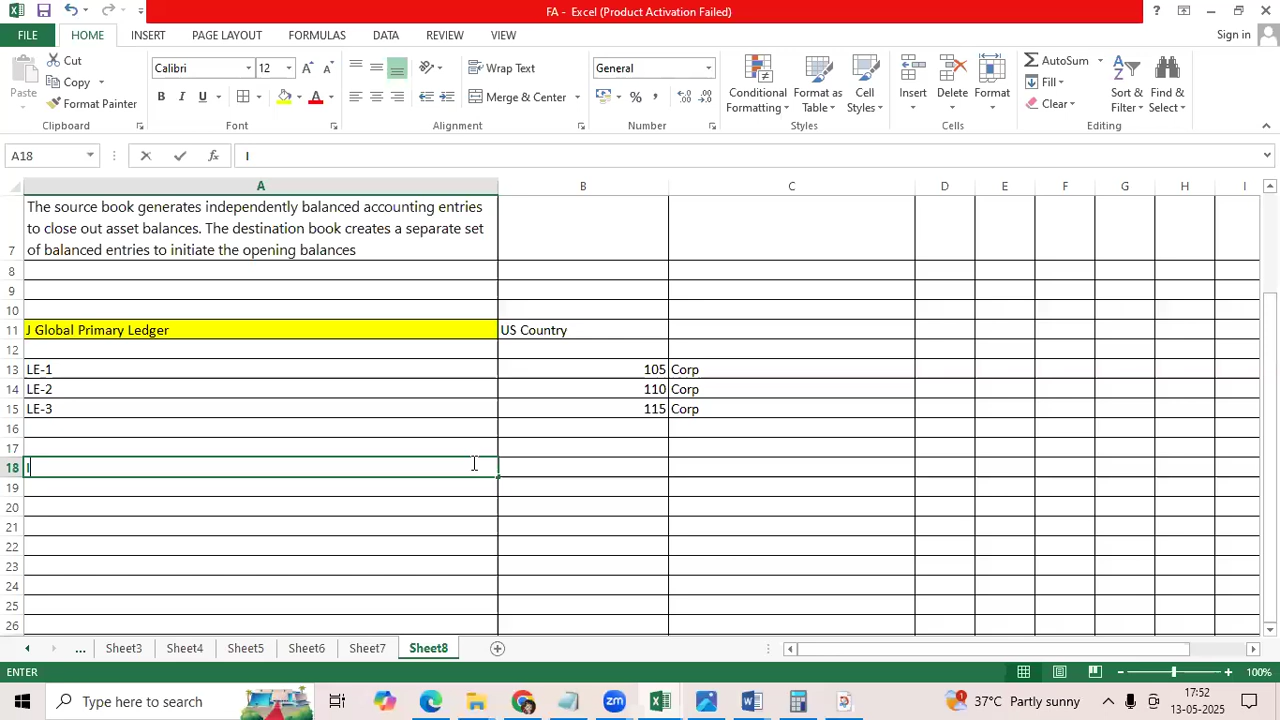 FA - Excel (Product Activation Failed)
?
FILE
HOME
INSERT
PAGE LAYOUT
FORMULAS
DATA
REVIEW
VIEW
Sign in
Paste
Cut
Copy
Format Painter
Clipboard
Calibri
12
B I U
Font
Wrap Text
Merge & Center
Alignment
General
%
Number
Conditional
Formatting
Format as
Table
Cell
Styles
Styles
Insert
Delete
Format
Cells
AutoSum
Fill
Clear
Sort &
Filter
Find &
Select
Editing
A18
fx
I
A B C D E F G H I
The source book generates independently balanced accounting entries
to close out asset balances. The destination book creates a separate set
7 of balanced entries to initiate the opening balances
8
9
10
11 J Global Primary Ledger US Country
12
13 LE-1 105 Corp
14 LE-2 110 Corp
15 LE-3 115 Corp
16
17
18 I
19
20
21
22
23
24
25
26
... Sheet3 Sheet4 Sheet5 Sheet6 Sheet7 Sheet8
ENTER
100%
Type here to search
37°C Partly sunny
17:52
13-05-2025